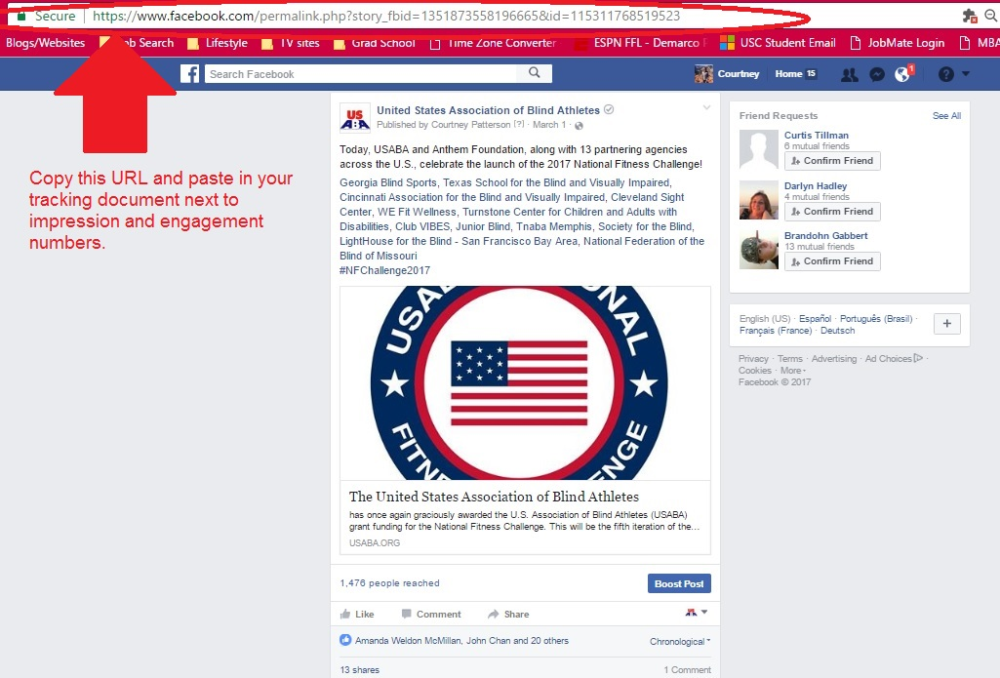 Secure https://www.facebook.com/permalink.php?story_fbid=1351873558196665&id=115311768519523
Blogs/Websites Job Search Lifestyle TV sites Grad School Time Zone Converter ESPN FFL - Demarco USC Student Email JobMate Login MBA
Search Facebook Courtney Home 15 1
Copy this URL and paste in your
tracking document next to
impression and engagement
numbers.
US
ABA
United States Association of Blind Athletes
Published by Courtney Patterson [?] · March 1 ·
Today, USABA and Anthem Foundation, along with 13 partnering agencies
across the U.S., celebrate the launch of the 2017 National Fitness Challenge!
Georgia Blind Sports, Texas School for the Blind and Visually Impaired,
Cincinnati Association for the Blind and Visually Impaired, Cleveland Sight
Center, WE Fit Wellness, Turnstone Center for Children and Adults with
Disabilities, Club VIBES, Junior Blind, Tnaba Memphis, Society for the Blind,
LightHouse for the Blind - San Francisco Bay Area, National Federation of the
Blind of Missouri
#NFChallenge2017
USABA
ONAL
FITN
ENGE
The United States Association of Blind Athletes
has once again graciously awarded the U.S. Association of Blind Athletes (USABA)
grant funding for the National Fitness Challenge. This will be the fifth iteration of the...
USABA.ORG
1,476 people reached Boost Post
Like Comment Share
Amanda Weldon McMillan, John Chan and 20 others Chronological
13 shares 1 Comment
Friend Requests See All
Curtis Tillman
6 mutual friends
Confirm Friend
Darlyn Hadley
4 mutual friends
Confirm Friend
Brandohn Gabbert
13 mutual friends
Confirm Friend
English (US) · Español · Português (Brasil) ·
Français (France) · Deutsch
Privacy · Terms · Advertising · Ad Choices ·
Cookies · More
Facebook © 2017